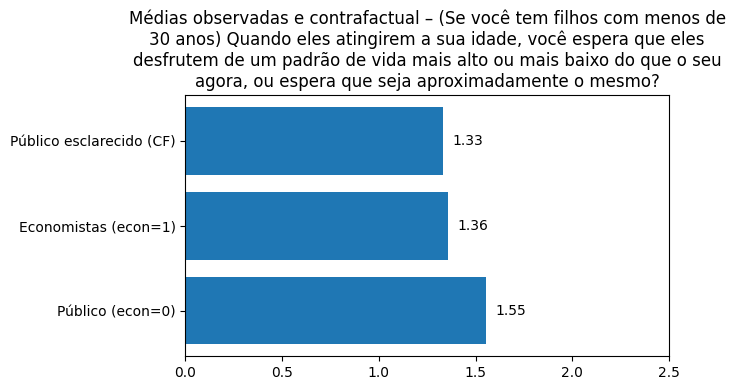 Médias observadas e contrafactual – (Se você tem filhos com menos de
30 anos) Quando eles atingirem a sua idade, você espera que eles
desfrutem de um padrão de vida mais alto ou mais baixo do que o seu
agora, ou espera que seja aproximadamente o mesmo?
Público esclarecido (CF)
1.33
Economistas (econ=1)
1.36
Público (econ=0)
1.55
0.0 0.5 1.0 1.5 2.0 2.5